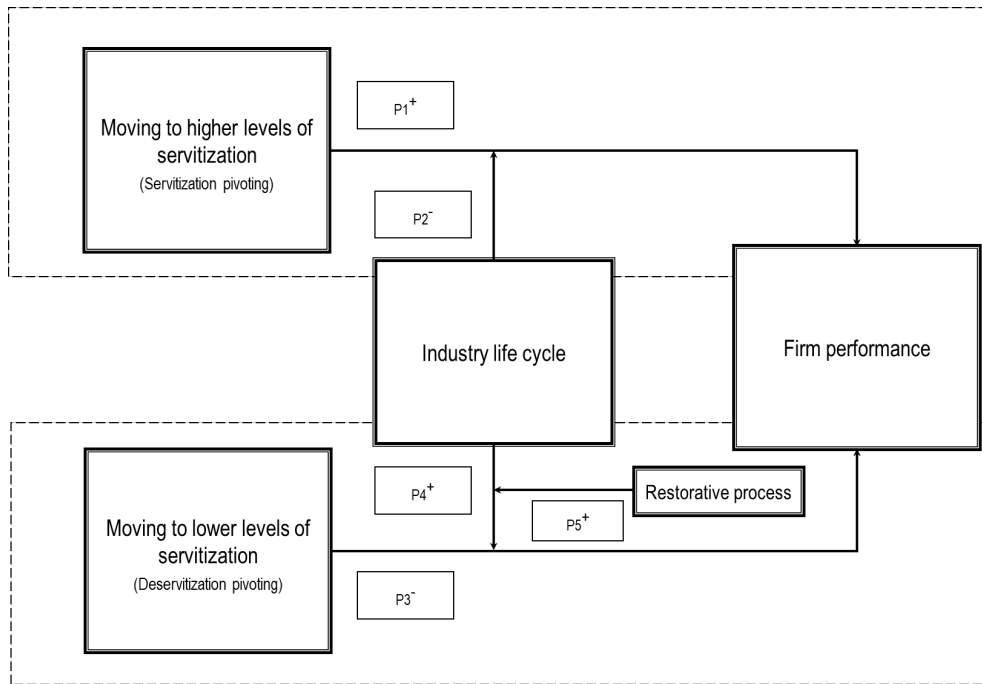 P1+
Moving to higher levels of
servitization
(Servitization pivoting)
P2-
Industry life cycle
Firm performance
P4+
Restorative process
P5+
Moving to lower levels of
servitization
(Deservitization pivoting)
P3-